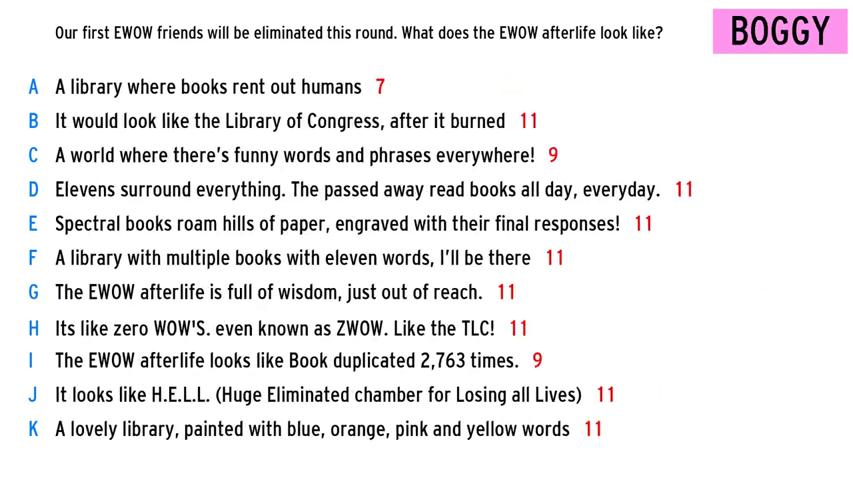 Our first EWOW friends will be eliminated this round. What does the EWOW afterlife look like?
BOGGY
A A library where books rent out humans 7
B It would look like the Library of Congress, after it burned 11
C A world where there's funny words and phrases everywhere! 9
D Elevens surround everything. The passed away read books all day, everyday. 11
E Spectral books roam hills of paper, engraved with their final responses! 11
F A library with multiple books with eleven words, I'll be there 11
G The EWOW afterlife is full of wisdom, just out of reach. 11
H Its like zero WOW'S. even known as ZWOW. Like the TLC! 11
I The EWOW afterlife looks like Book duplicated 2,763 times. 9
J It looks like H.E.L.L. (Huge Eliminated chamber for Losing all Lives) 11
K A lovely library, painted with blue, orange, pink and yellow words 11